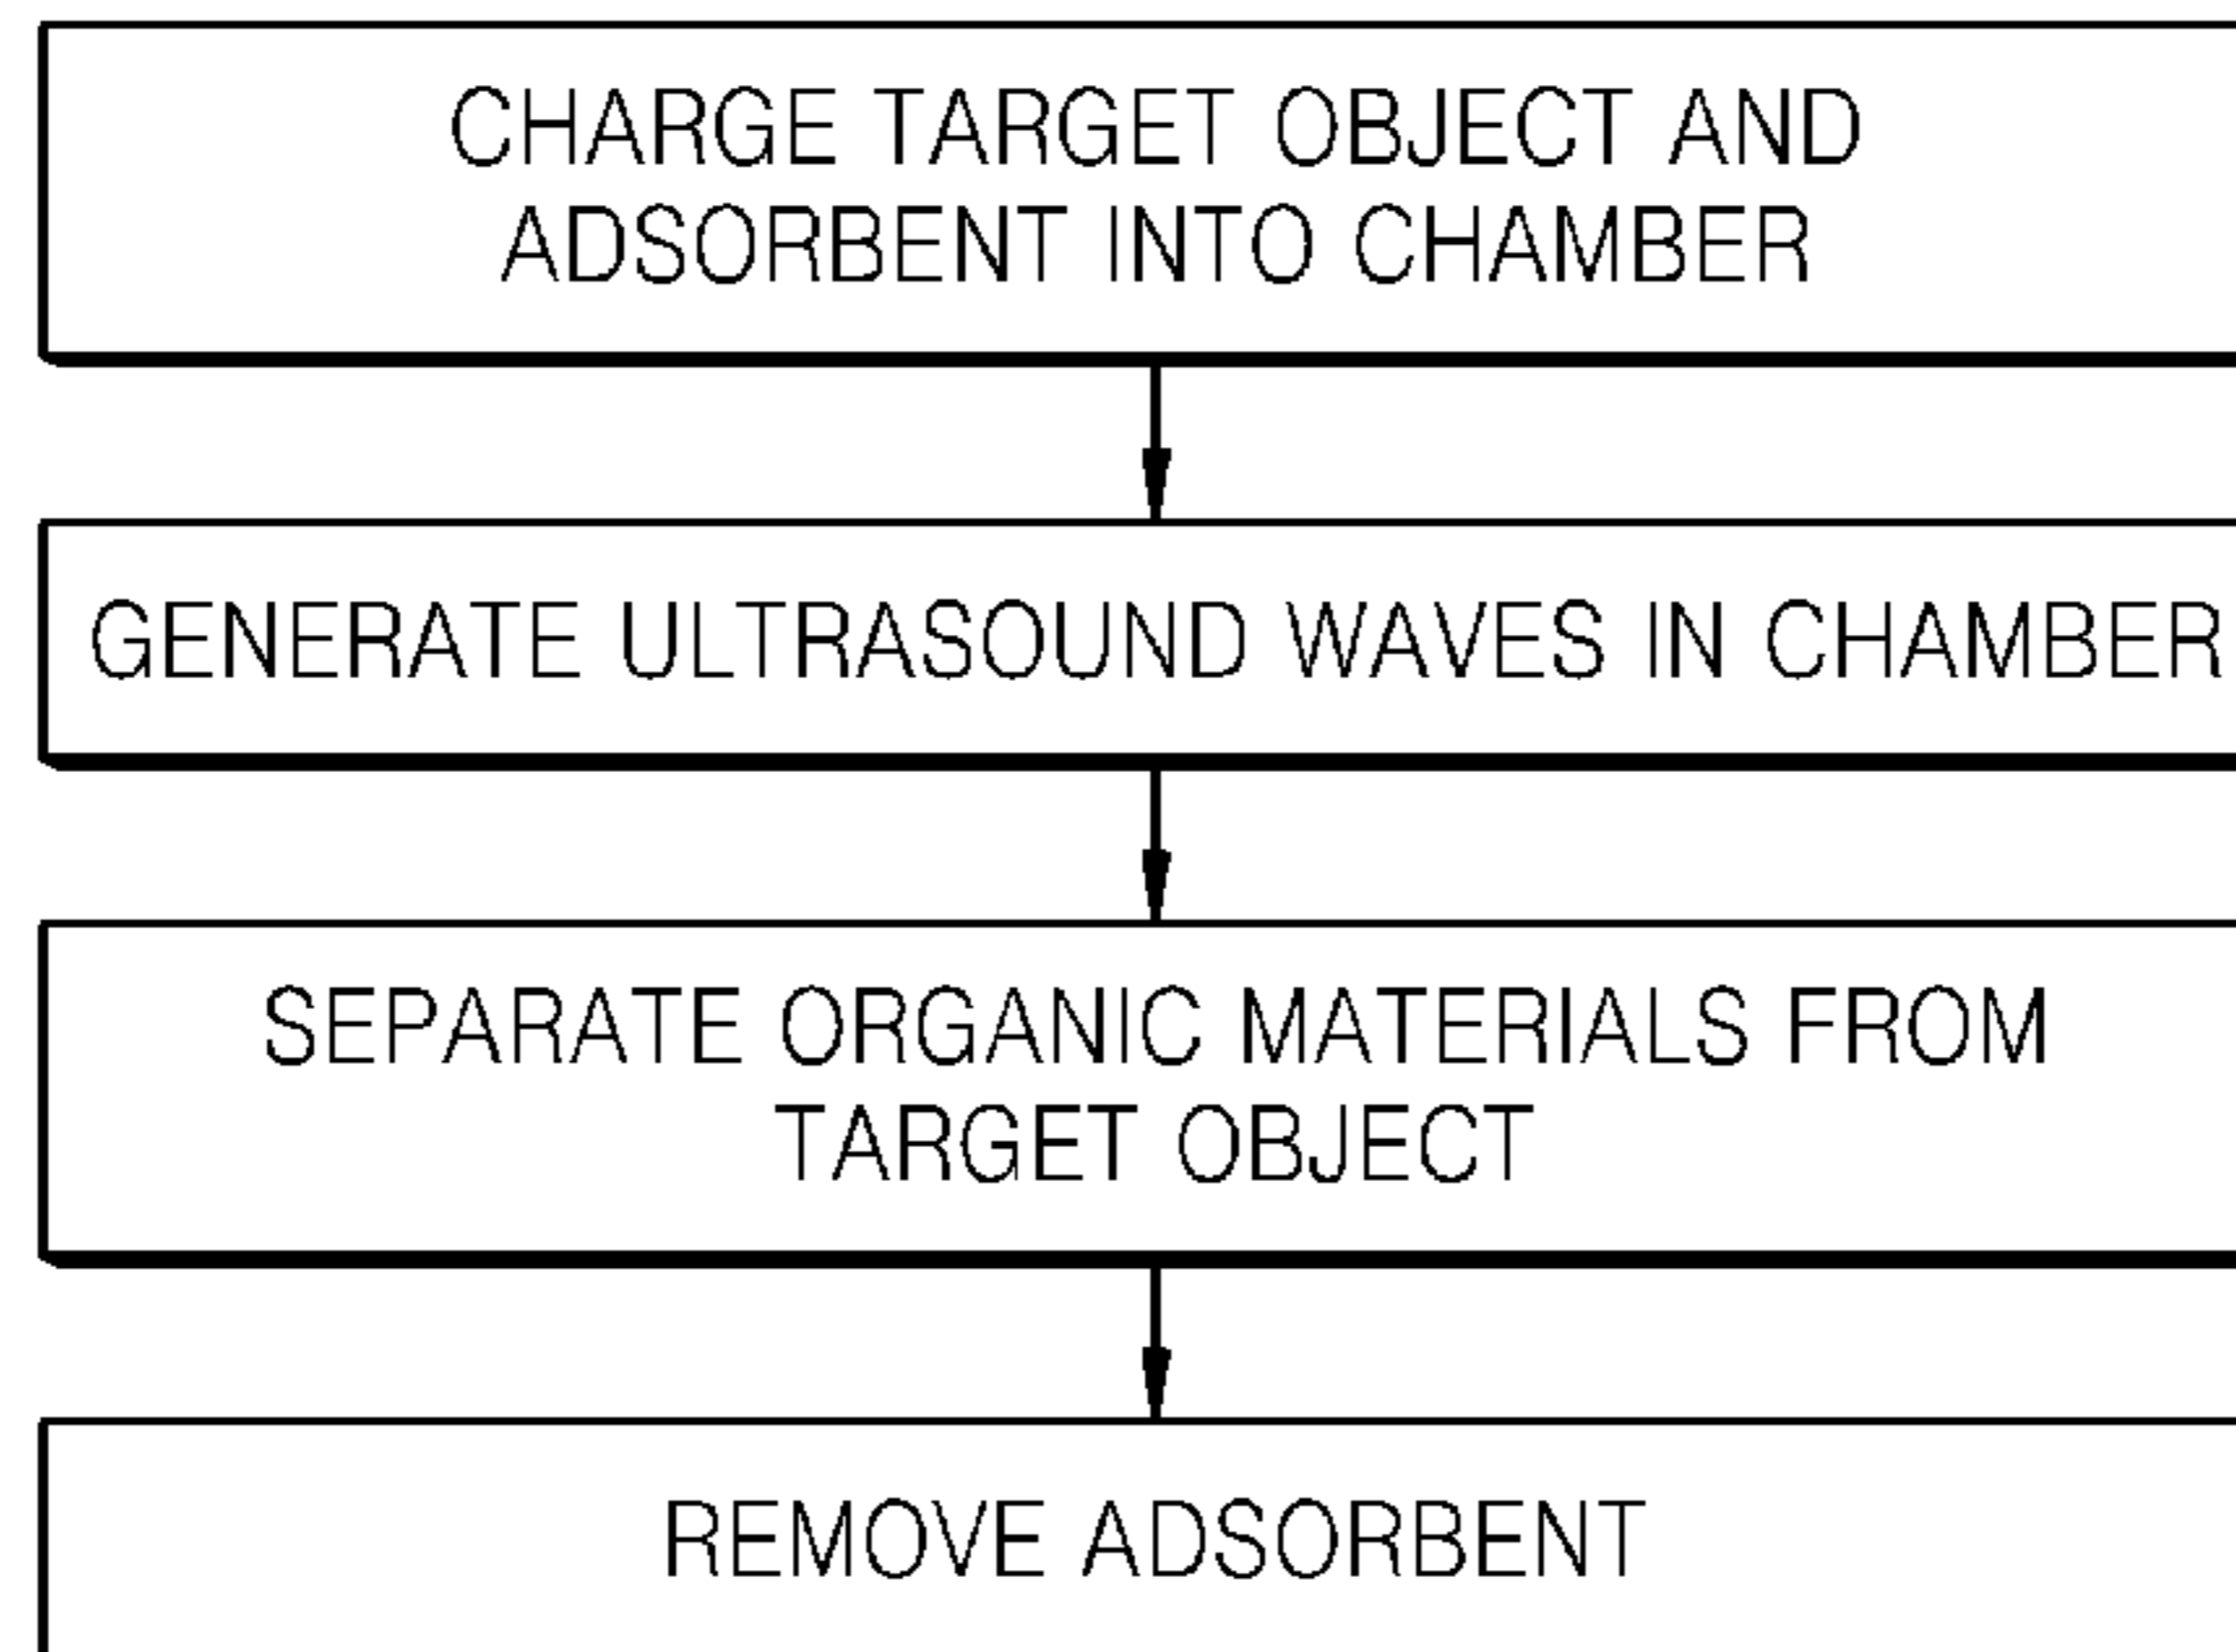 CHARGE TARGET OBJECT AND
ADSORBENT INTO CHAMBER
GENERATE ULTRASOUND WAVES IN CHAMBER
SEPARATE ORGANIC MATERIALS FROM
TARGET OBJECT
REMOVE ADSORBENT